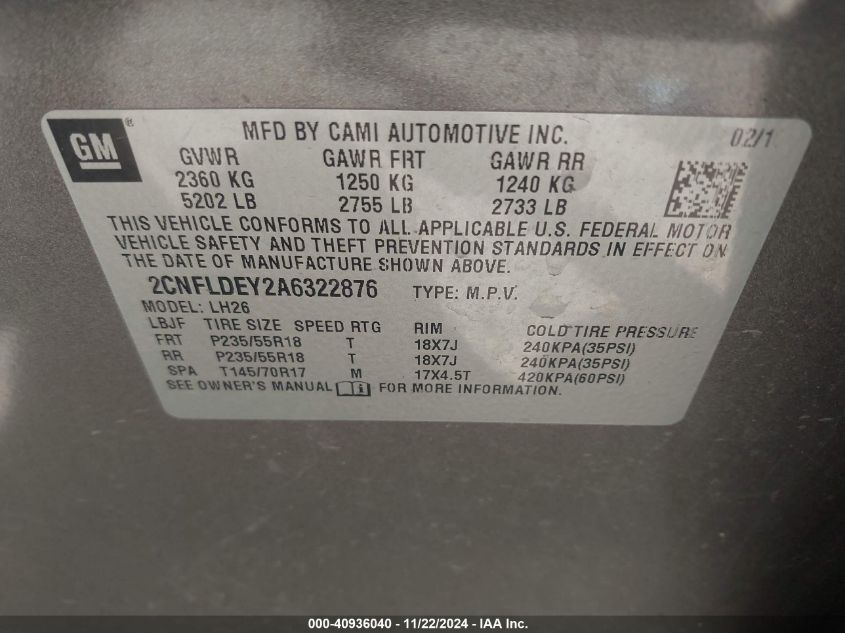 GM® MFD BY CAMI AUTOMOTIVE INC. 02/1
GVWR GAWR FRT GAWR RR
2360 KG 1250 KG 1240 KG
5202 LB 2755 LB 2733 LB
THIS VEHICLE CONFORMS TO ALL APPLICABLE U.S. FEDERAL MOTOR
VEHICLE SAFETY AND THEFT PREVENTION STANDARDS IN EFFECT ON
THE DATE OF MANUFACTURE SHOWN ABOVE.
2CNFLDEY2A6322876 TYPE: M.P.V.
MODEL: LH26
LBJF TIRE SIZE SPEED RTG RIM COLD TIRE PRESSURE
FRT P235/55R18 T 18X7J 240KPA(35PSI)
RR P235/55R18 T 18X7J 240KPA(35PSI)
SPA T145/70R17 M 17X4.5T 420KPA(60PSI)
SEE OWNER'S MANUAL FOR MORE INFORMATION.
000-40936040 - 11/22/2024 - IAA Inc.